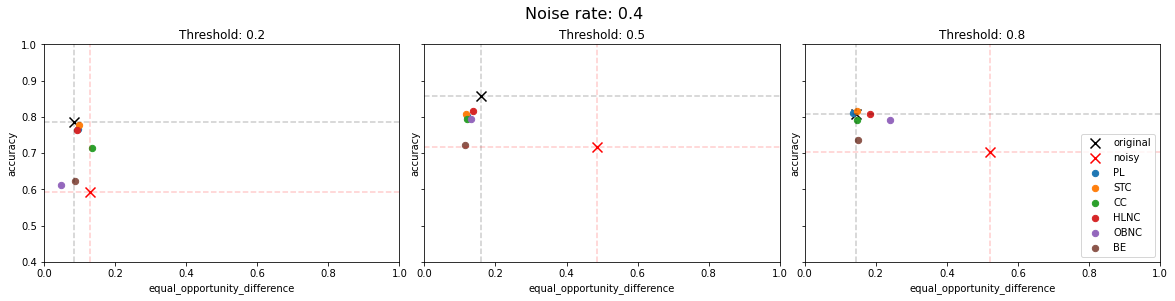 Noise rate: 0.4
Threshold: 0.2
Threshold: 0.5
Threshold: 0.8
1.0
0.9
0.8
0.7
0.6
0.5
0.4
accuracy
accuracy
accuracy
0.0 0.2 0.4 0.6 0.8 1.0
0.0 0.2 0.4 0.6 0.8 1.0
0.0 0.2 0.4 0.6 0.8 1.0
equal_opportunity_difference
equal_opportunity_difference
equal_opportunity_difference
original
noisy
PL
STC
CC
HLNC
OBNC
BE